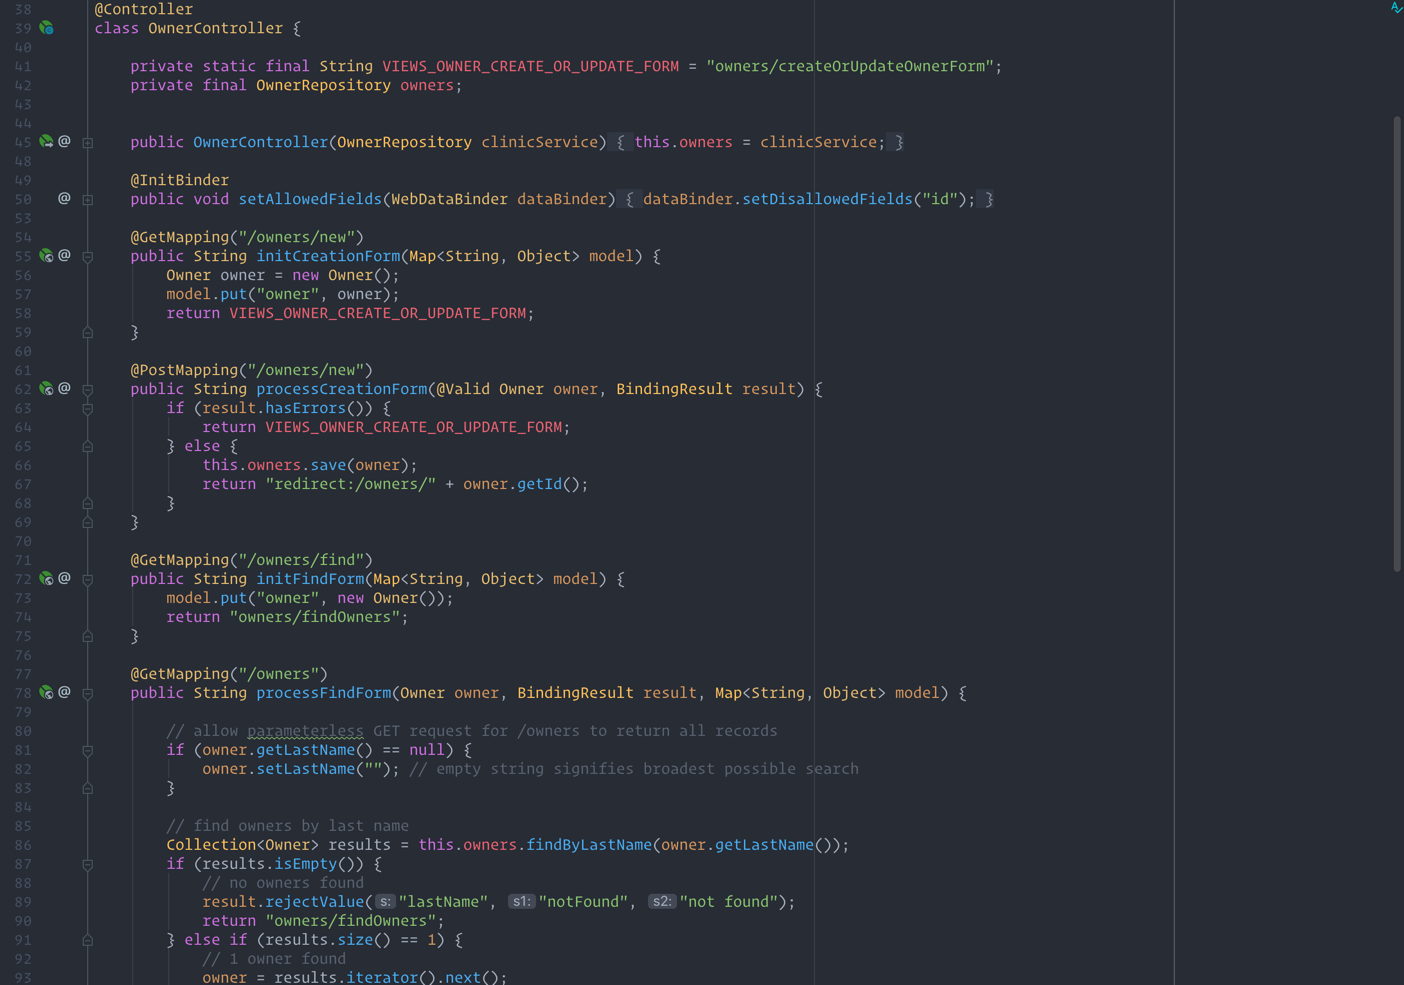 38 @Controller
39 class OwnerController {
40
41 private static final String VIEWS_OWNER_CREATE_OR_UPDATE_FORM = "owners/createOrUpdateOwnerForm";
42 private final OwnerRepository owners;
43
44
45 @ public OwnerController(OwnerRepository clinicService) { this.owners = clinicService; }
48
49 @InitBinder
50 @ public void setAllowedFields(WebDataBinder dataBinder) { dataBinder.setDisallowedFields("id"); }
53
54 @GetMapping("/owners/new")
55 @ public String initCreationForm(Map<String, Object> model) {
56 Owner owner = new Owner();
57 model.put("owner", owner);
58 return VIEWS_OWNER_CREATE_OR_UPDATE_FORM;
59 }
60
61 @PostMapping("/owners/new")
62 @ public String processCreationForm(@Valid Owner owner, BindingResult result) {
63 if (result.hasErrors()) {
64 return VIEWS_OWNER_CREATE_OR_UPDATE_FORM;
65 } else {
66 this.owners.save(owner);
67 return "redirect:/owners/" + owner.getId();
68 }
69 }
70
71 @GetMapping("/owners/find")
72 @ public String initFindForm(Map<String, Object> model) {
73 model.put("owner", new Owner());
74 return "owners/findOwners";
75 }
76
77 @GetMapping("/owners")
78 @ public String processFindForm(Owner owner, BindingResult result, Map<String, Object> model) {
79
80 // allow parameterless GET request for /owners to return all records
81 if (owner.getLastName() == null) {
82 owner.setLastName(""); // empty string signifies broadest possible search
83 }
84
85 // find owners by last name
86 Collection<Owner> results = this.owners.findByLastName(owner.getLastName());
87 if (results.isEmpty()) {
88 // no owners found
89 result.rejectValue( s: "lastName", s1: "notFound", s2: "not found");
90 return "owners/findOwners";
91 } else if (results.size() == 1) {
92 // 1 owner found
93 owner = results.iterator().next();